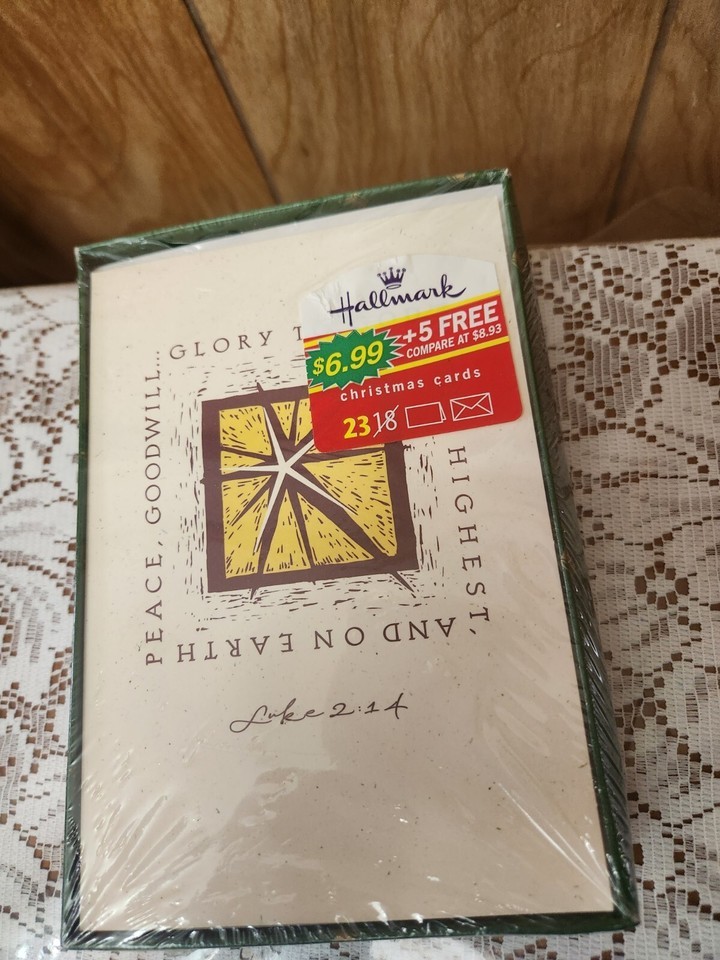 Hallmark
$6.99
+5 FREE
COMPARE AT $8.93
christmas cards
23 18
GLORY T
HIGHEST,
AND ON EARTH
PEACE, GOODWILL...
Luke 2:14